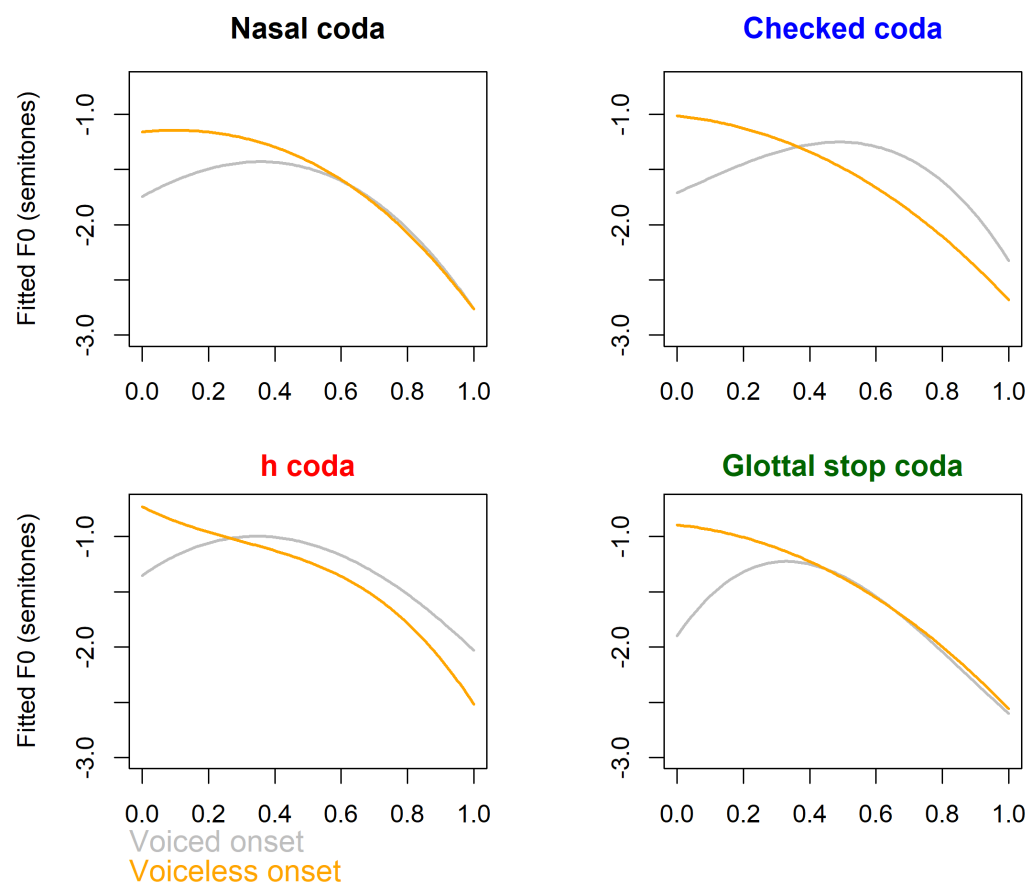 Nasal coda
Checked coda
Fitted F0 (semitones)
-1.0
-2.0
-3.0
0.0 0.2 0.4 0.6 0.8 1.0
-1.0
-2.0
-3.0
0.0 0.2 0.4 0.6 0.8 1.0
h coda
Glottal stop coda
Fitted F0 (semitones)
-1.0
-2.0
-3.0
0.0 0.2 0.4 0.6 0.8 1.0
-1.0
-2.0
-3.0
0.0 0.2 0.4 0.6 0.8 1.0
Voiced onset
Voiceless onset